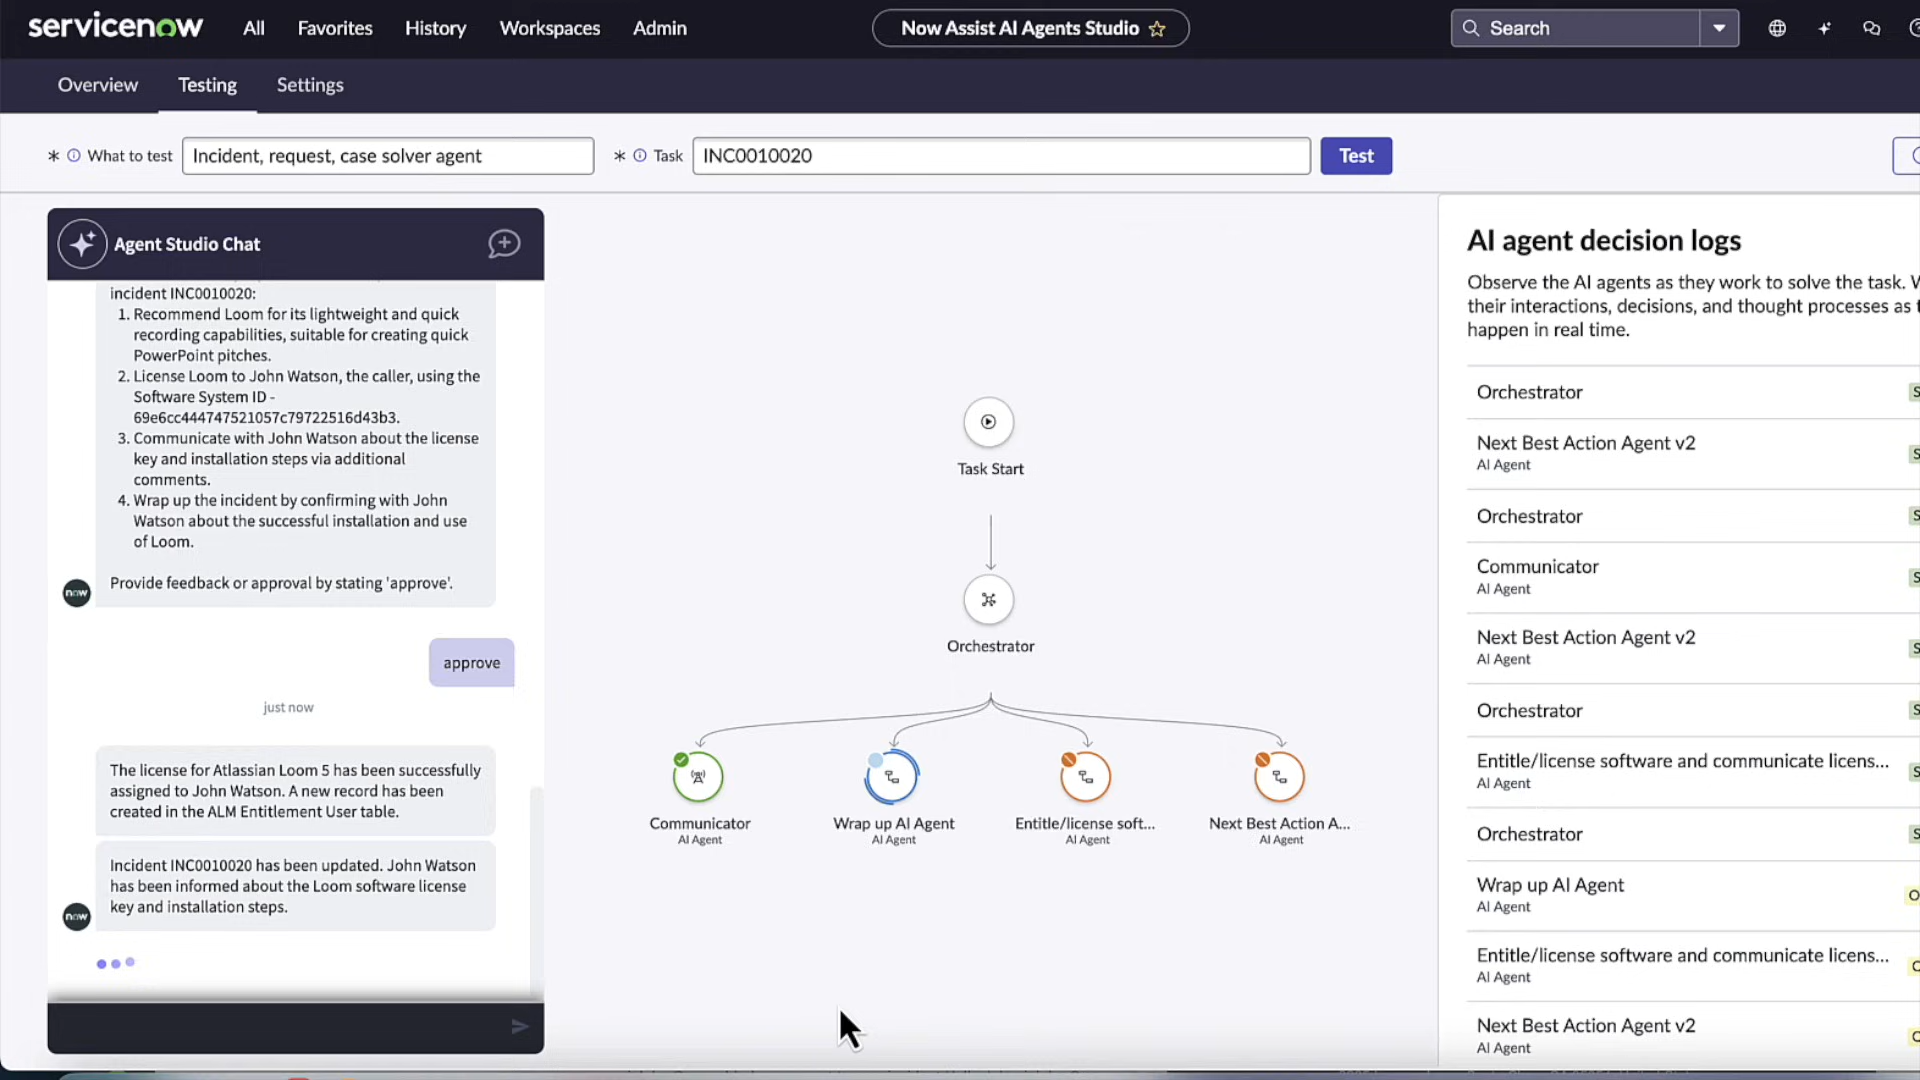 servicenow
All
Favorites
History
Workspaces
Admin
Now Assist AI Agents Studio
Search
Overview
Testing
Settings
* What to test
Incident, request, case solver agent
* Task
INC0010020
Test
Agent Studio Chat
incident INC0010020:
1. Recommend Loom for its lightweight and quick
recording capabilities, suitable for creating quick
PowerPoint pitches.
2. License Loom to John Watson, the caller, using the
Software System ID -
69e6cc444747521057c79722516d43b3.
3. Communicate with John Watson about the license
key and installation steps via additional
comments.
4. Wrap up the incident by confirming with John
Watson about the successful installation and use
of Loom.
Provide feedback or approval by stating 'approve'.
now
approve
just now
The license for Atlassian Loom 5 has been successfully
assigned to John Watson. A new record has been
created in the ALM Entitlement User table.
Incident INC0010020 has been updated. John Watson
has been informed about the Loom software license
key and installation steps.
now
Task Start
Orchestrator
Communicator
AI Agent
Wrap up AI Agent
AI Agent
Entitle/license soft...
AI Agent
Next Best Action A...
AI Agent
AI agent decision logs
Observe the AI agents as they work to solve the task. W
their interactions, decisions, and thought processes as t
happen in real time.
Orchestrator
Next Best Action Agent v2
AI Agent
Orchestrator
Communicator
AI Agent
Next Best Action Agent v2
AI Agent
Orchestrator
Entitle/license software and communicate licens...
AI Agent
Orchestrator
Wrap up AI Agent
AI Agent
Entitle/license software and communicate licens...
AI Agent
Next Best Action Agent v2
AI Agent